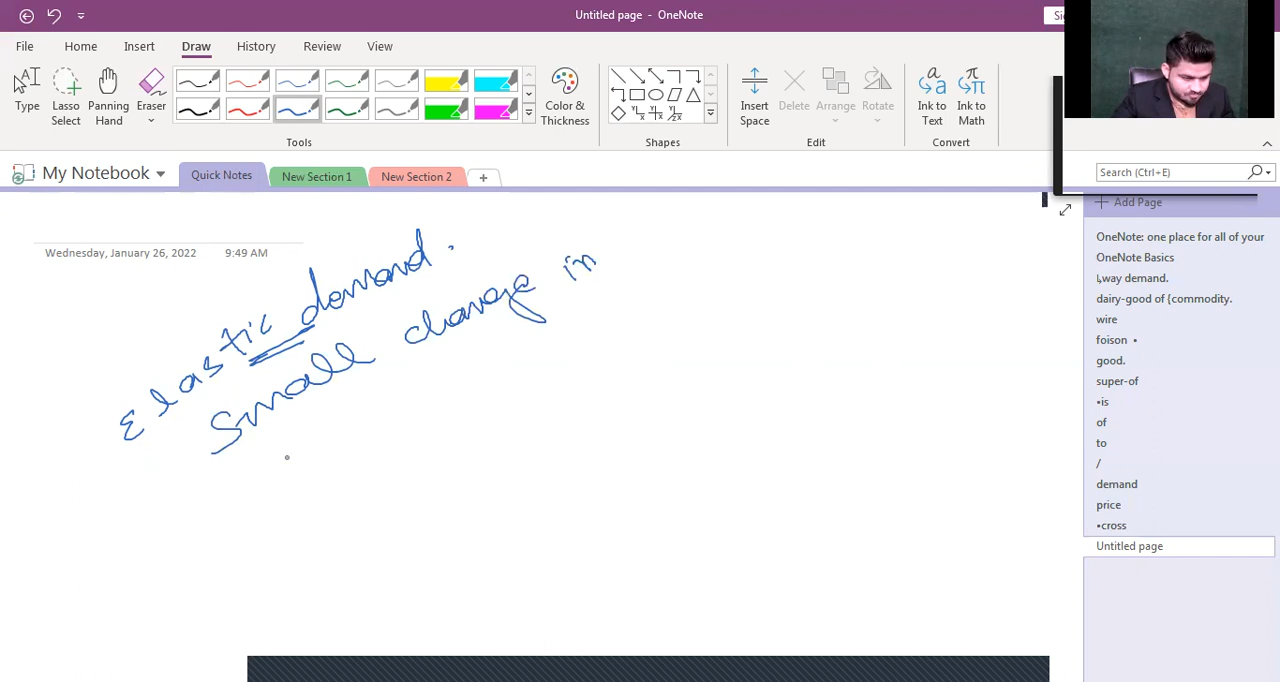 Untitled page - OneNote
File Home Insert Draw History Review View
Type Lasso Select Panning Hand Eraser Color & Thickness Insert Space Delete Arrange Rotate Ink to Text Ink to Math
Tools Shapes Edit Convert
My Notebook Quick Notes New Section 1 New Section 2 + Search (Ctrl+E)
Add Page
Wednesday, January 26, 2022 9:49 AM
Elastic demand.
Small change in
OneNote: one place for all of your
OneNote Basics
way demand.
dairy-good of {commodity.
wire
foison •
good.
super-of
•is
of
to
/
demand
price
•cross
Untitled page